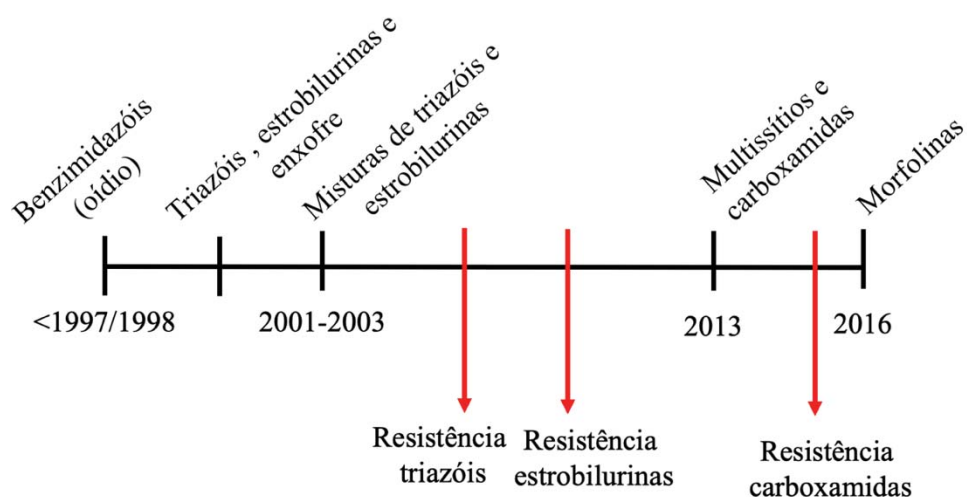 Benzimidazóis
(oídio)
Triazóis , estrobilurinas e
enxofre
Misturas de triazóis e
estrobilurinas
Multissítios e
carboxamidas
Morfolinas
<1997/1998
2001-2003
2013
2016
Resistência
triazóis
Resistência
estrobilurinas
Resistência
carboxamidas